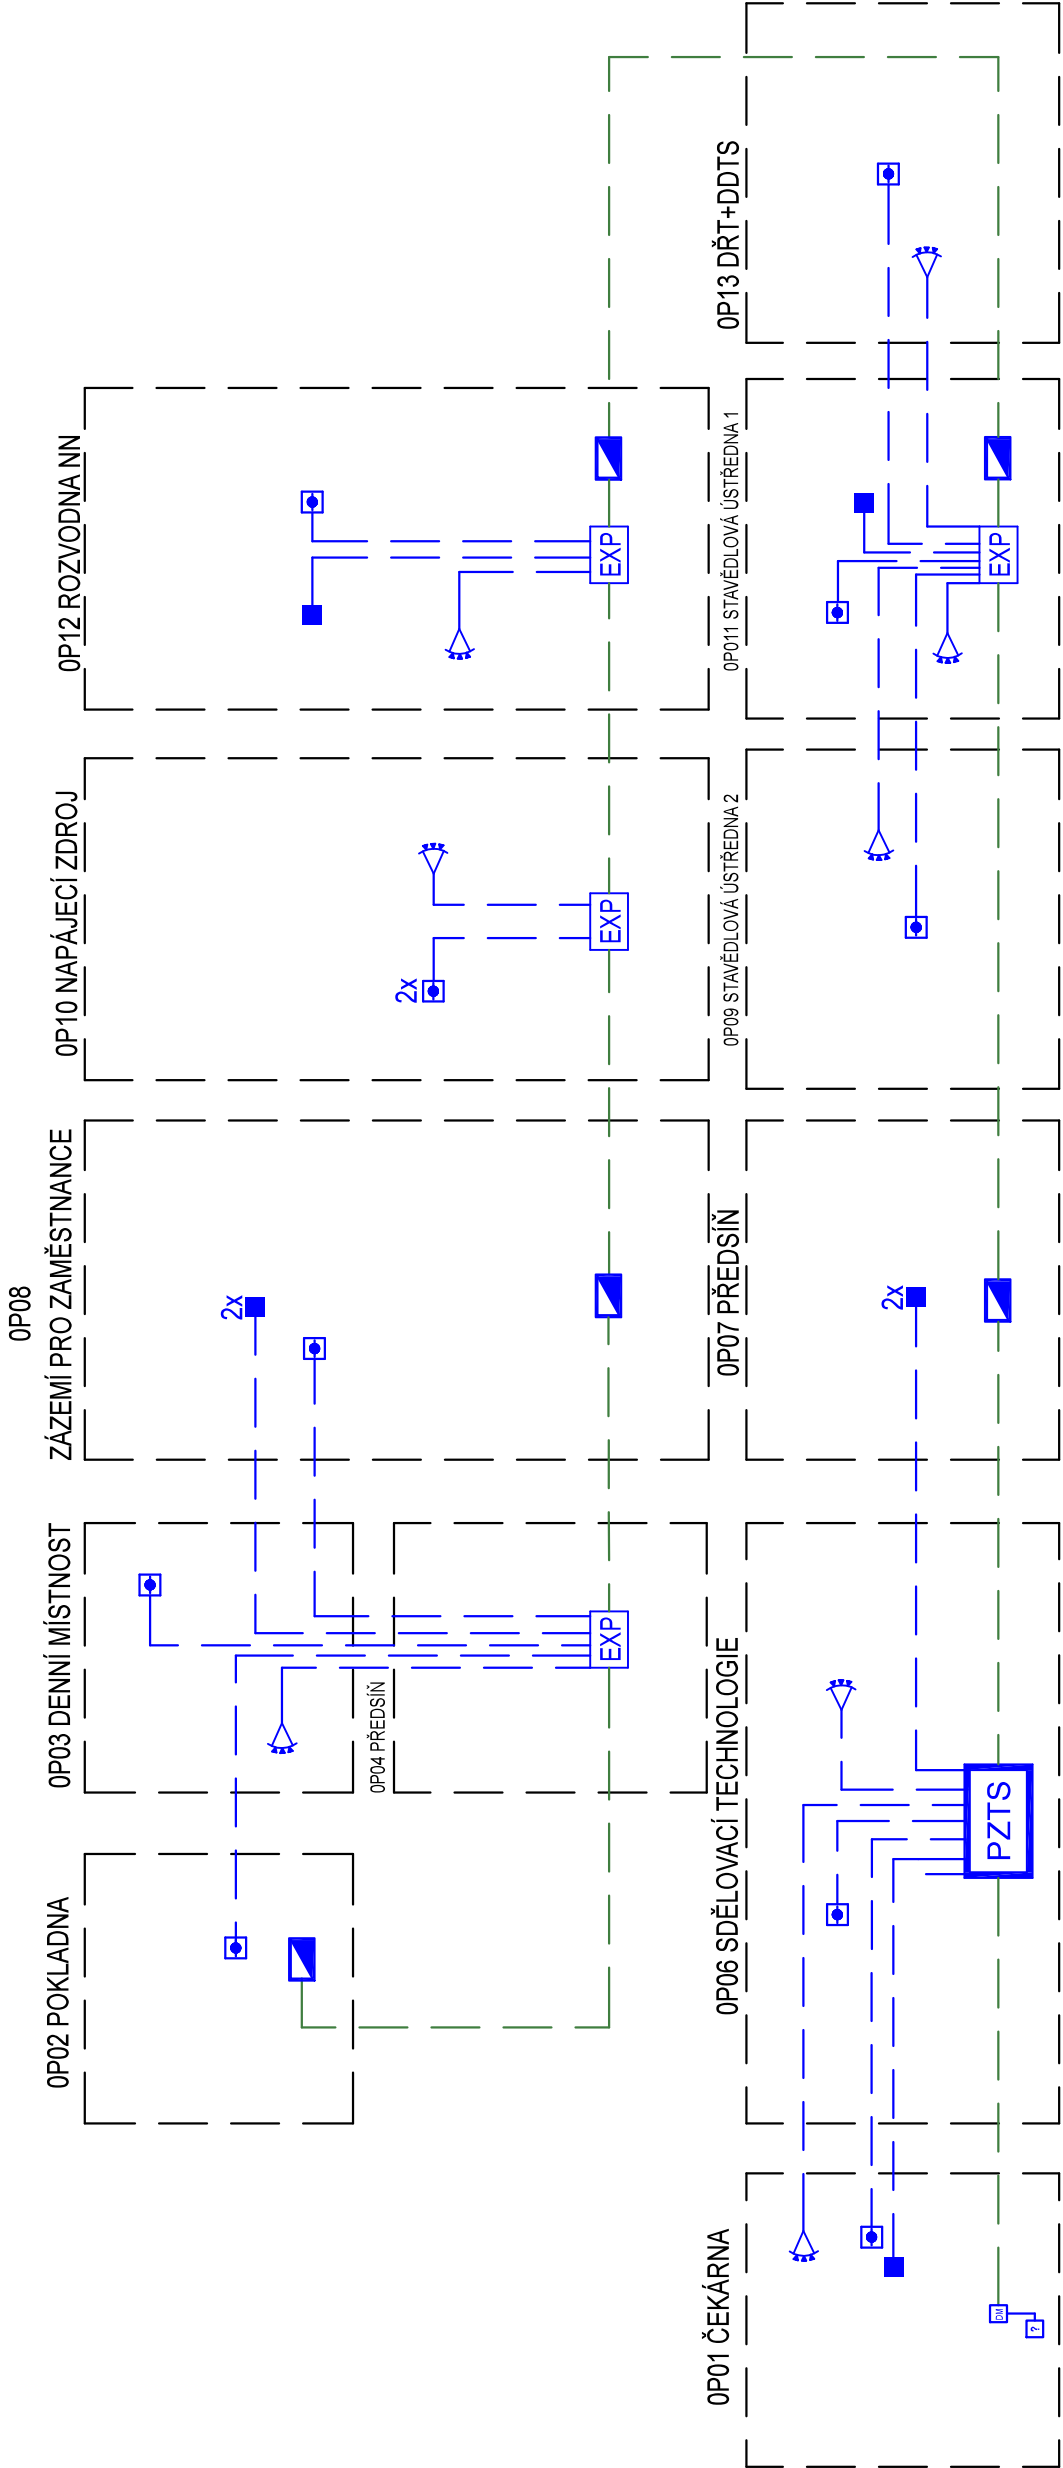 0P08
ZÁZEMÍ PRO ZAMĚSTNANCE
0P02 POKLADNA
0P03 DENNÍ MÍSTNOST
0P04 PŘEDSÍŇ
EXP
2x
0P10 NAPÁJECÍ ZDROJ
2x
EXP
0P12 ROZVODNA NN
EXP
0P01 ČEKÁRNA
DM
?
0P06 SDĚLOVACÍ TECHNOLOGIE
PZTS
0P07 PŘEDSÍŇ
2x
0P09 STAVĚDLOVÁ ÚSTŘEDNA 2
0P011 STAVĚDLOVÁ ÚSTŘEDNA 1
EXP
0P13 DŘT+DDTS